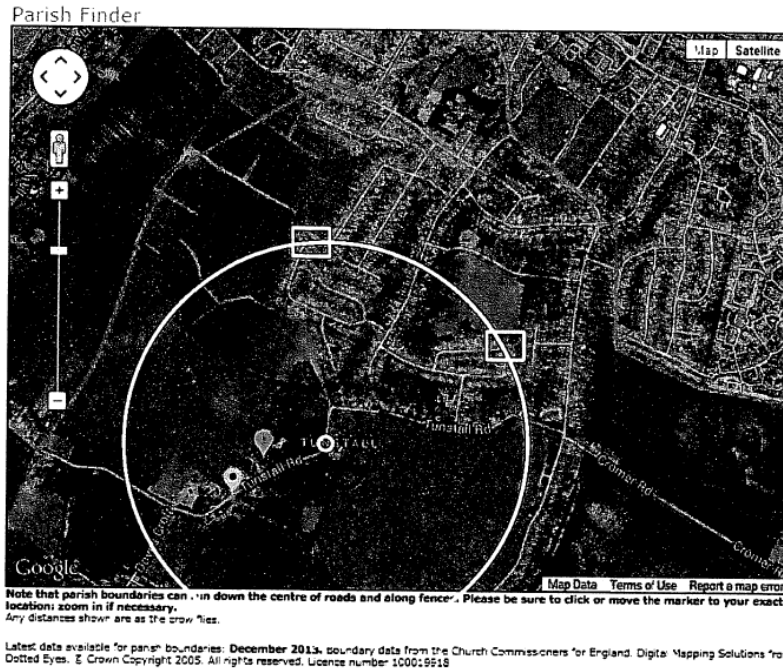 Parish Finder
Map Satellite
TUNSTALL
Tunstall Rd
Tunstall Rd
Cromer Rd
Cromer
Google
Map Data Terms of Use Report a map error
Note that parish boundaries can run down the centre of roads and along fences. Please be sure to click or move the marker to your exact
location; zoom in if necessary.
Any distances shown are as the crow flies.
Latest data available for parish boundaries: December 2013. Boundary data from the Church Commissioners for England. Digital Mapping Solutions from
Dotted Eyes. © Crown Copyright 2005. All rights reserved. Licence number 100019918